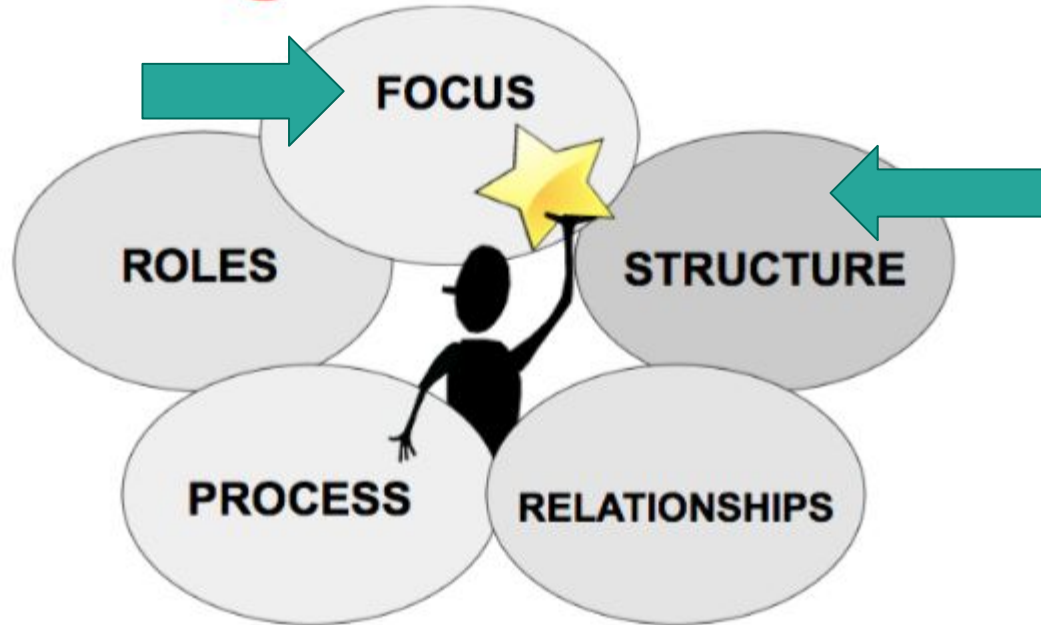 FOCUS
ROLES
STRUCTURE
PROCESS
RELATIONSHIPS